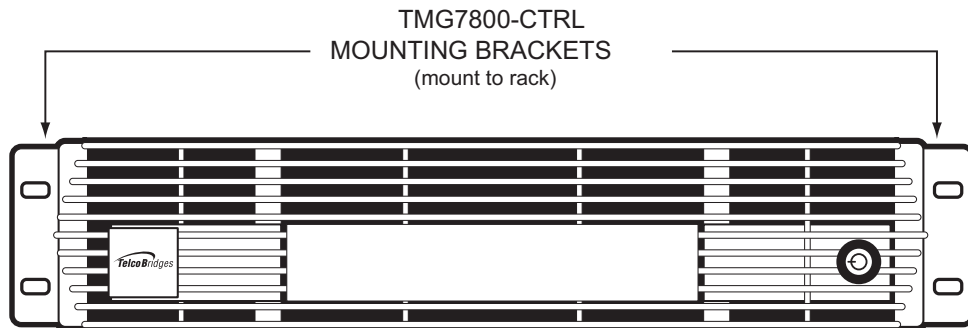 TMG7800-CTRL
MOUNTING BRACKETS
(mount to rack)
TelcoBridges